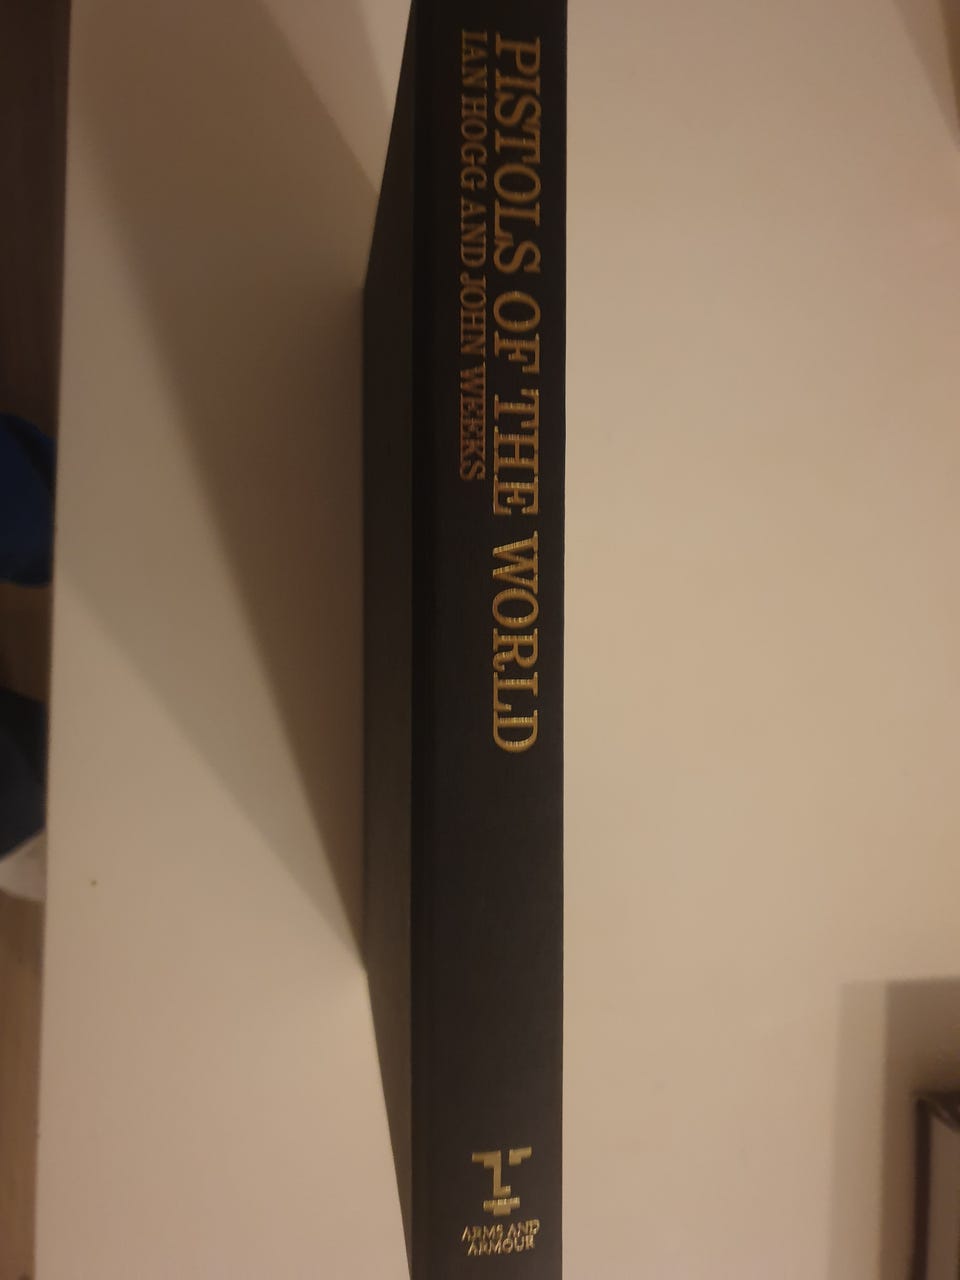 PISTOLS OF THE WORLD
IAN HOGG AND JOHN WEEKS
ARMS AND
ARMOUR